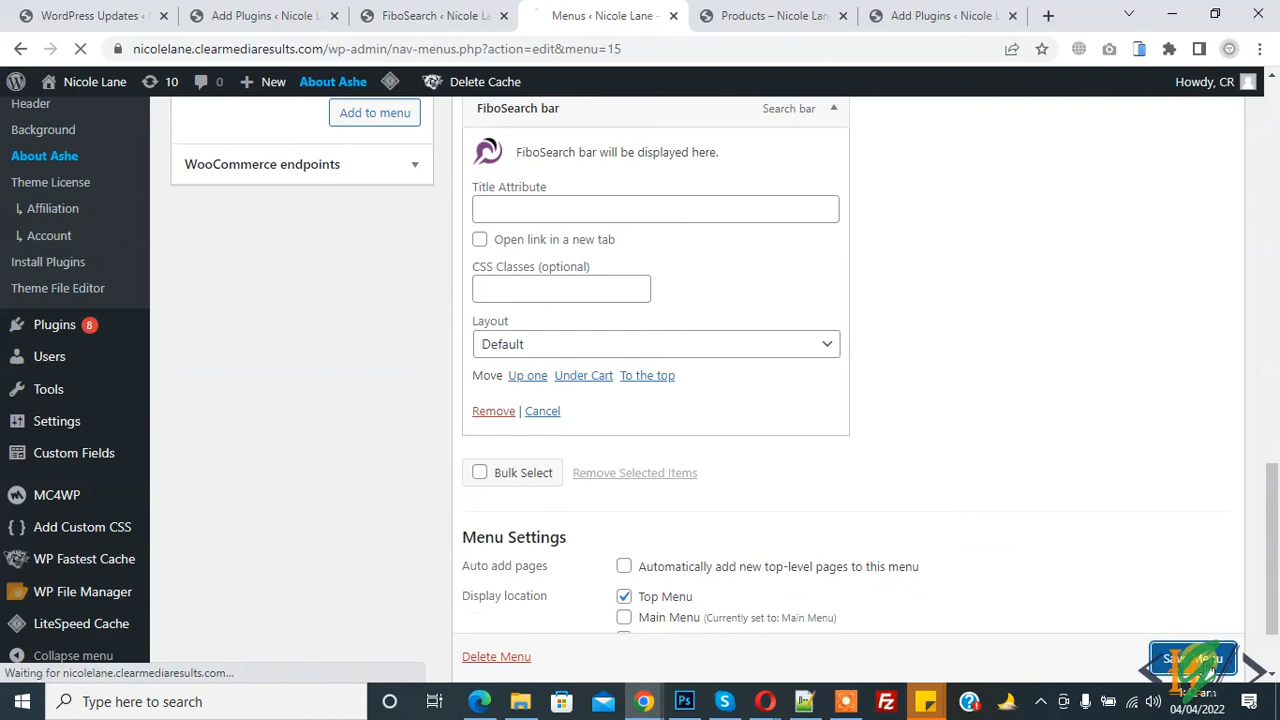 WordPress Updates ‹ W
Add Plugins ‹ Nicole Lane
FiboSearch ‹ Nicole L
Menus ‹ Nicole Lane –
Products – Nicole Lan
Add Plugins ‹ Nicole L
nicolelane.clearmediaresults.com/wp-admin/nav-menus.php?action=edit&menu=15
Nicole Lane
10
0
New
About Ashe
Delete Cache
Howdy, CR
Header
Background
About Ashe
Theme License
↳ Affiliation
↳ Account
Install Plugins
Theme File Editor
Plugins 8
Users
Tools
Settings
Custom Fields
MC4WP
Add Custom CSS
WP Fastest Cache
WP File Manager
LiteSpeed Cache
Collapse menu
Add to menu
WooCommerce endpoints
FiboSearch bar
Search bar
FiboSearch bar will be displayed here.
Title Attribute
Open link in a new tab
CSS Classes (optional)
Layout
Default
Move Up one Under Cart To the top
Remove | Cancel
Bulk Select
Remove Selected Items
Menu Settings
Auto add pages
Automatically add new top-level pages to this menu
Display location
Top Menu
Main Menu (Currently set to: Main Menu)
Delete Menu
Save Menu
Waiting for nicolelane.clearmediaresults.com...
Type here to search
04/04/2022